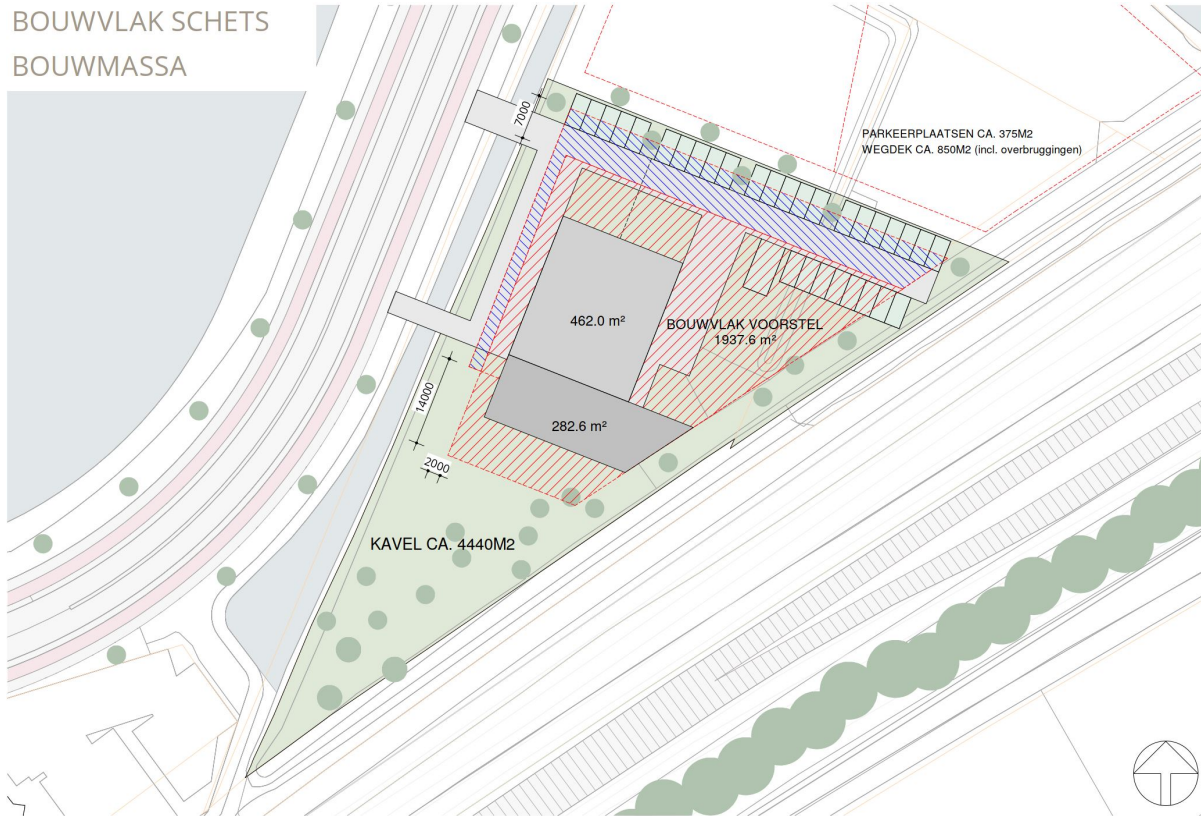 BOUWVLAK SCHETS
BOUWMASSA
7000
PARKEERPLAATSEN CA. 375M2
WEGDEK CA. 850M2 (incl. overbruggingen)
462.0 m²
BOUWVLAK VOORSTEL
1937.6 m²
14000
282.6 m²
2000
KAVEL CA. 4440M2